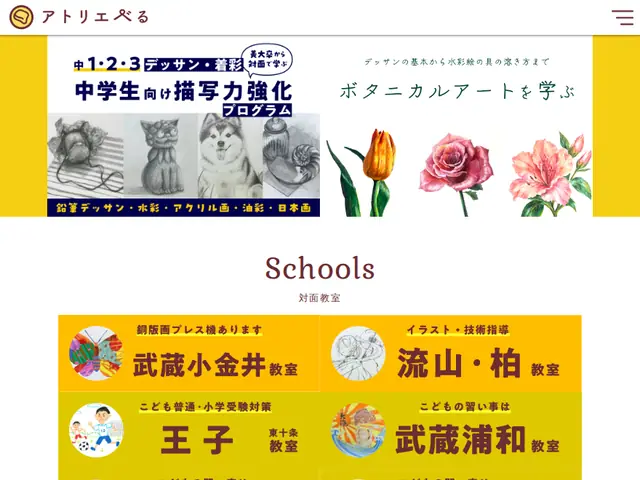 アトリエべる
美大卒から
対面で学ぶ
中1・2・3デッサン・着彩
中学生向け描写力強化
プログラム
鉛筆デッサン・水彩・アクリル画・油彩・日本画
デッサンの基本から水彩絵の具の溶き方まで
ボタニカルアートを学ぶ
Schools
対面教室
銅版画プレス機あります
武蔵小金井教室
イラスト・技術指導
流山・柏教室
こども普通・小学受験対策
王子 東十条教室
こどもの習い事は
武蔵浦和教室